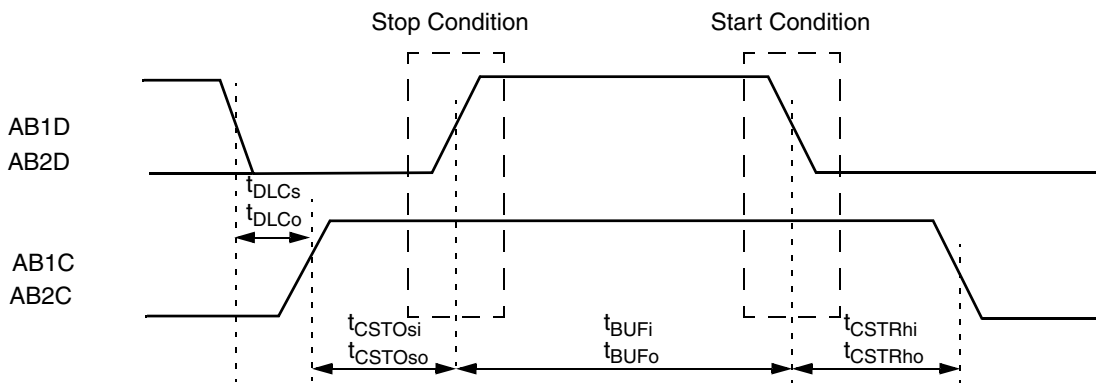 Stop Condition
Start Condition
AB1D
AB2D
tDLCs
tDLCo
AB1C
AB2C
tCSTOsi
tCSTOso
tBUFi
tBUFo
tCSTRhi
tCSTRho